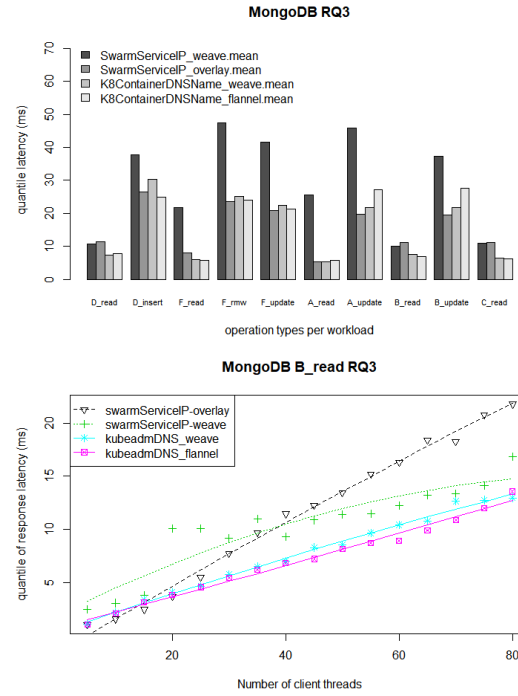 MongoDB RQ3
quantile latency (ms)
70
60
50
40
30
20
10
0
SwarmServiceIP_weave.mean
SwarmServiceIP_overlay.mean
K8ContainerDNSName_weave.mean
K8ContainerDNSName_flannel.mean
D_read D_insert F_read F_rmw F_update A_read A_update B_read B_update C_read
operation types per workload
MongoDB B_read RQ3
quantile of response latency (ms)
20
15
10
5
swarmServiceIP-overlay
swarmServiceIP-weave
kubeadmDNS_weave
kubeadmDNS_flannel
20 40 60 80
Number of client threads